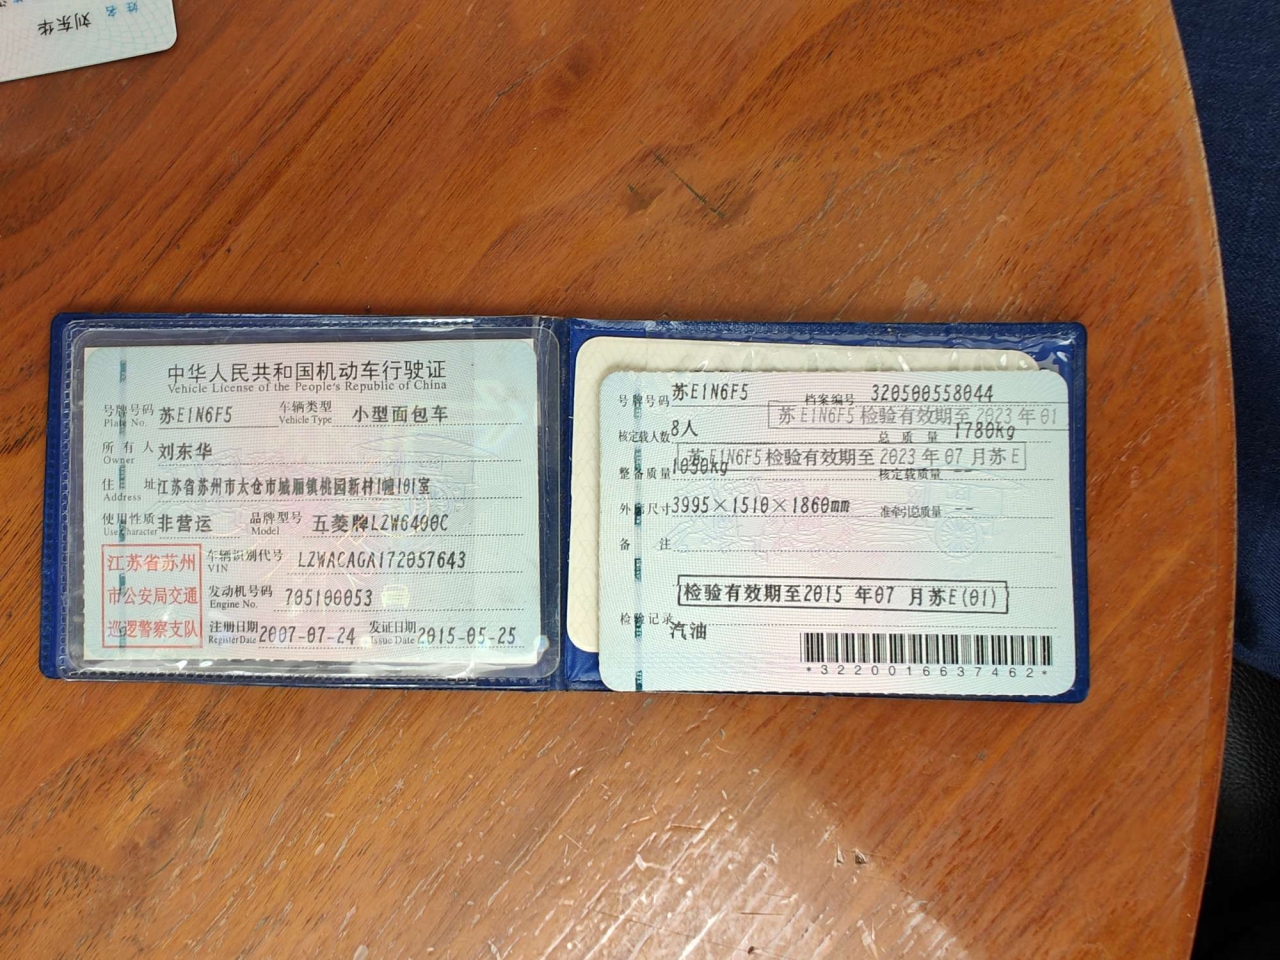 姓 名 刘东华
中华人民共和国机动车行驶证
Vehicle License of the People's Republic of China
号牌号码 苏E1N6F5 车辆类型 小型面包车
Plate No. Vehicle Type
所有人 刘东华
Owner
住 址 江苏省苏州市太仓市城厢镇桃园新村1幢101室
Address
使用性质 非营运 品牌型号 五菱牌LZW6400C
Use Character Model
江苏省苏州
市公安局交通
巡逻警察支队
车辆识别代号 LZWACAGA172057643
VIN
发动机号码 705100053
Engine No.
注册日期 2007-07-24 发证日期 2015-05-25
Register Date Issue Date
号牌号码 苏E1N6F5 档案编号 320500558044
苏E1N6F5 检验有效期至 2023 年 01
核定载人数 8人 总 质 量 1780kg
苏E1N6F5 检验有效期至 2023 年 07 月苏 E
整备质量 1050kg 核定载质量 --
外廓尺寸 3995×1510×1860mm 准牵引总质量 --
备 注
检验有效期至2015 年07 月苏E(01)
检验记录
汽油
*3220016637462*